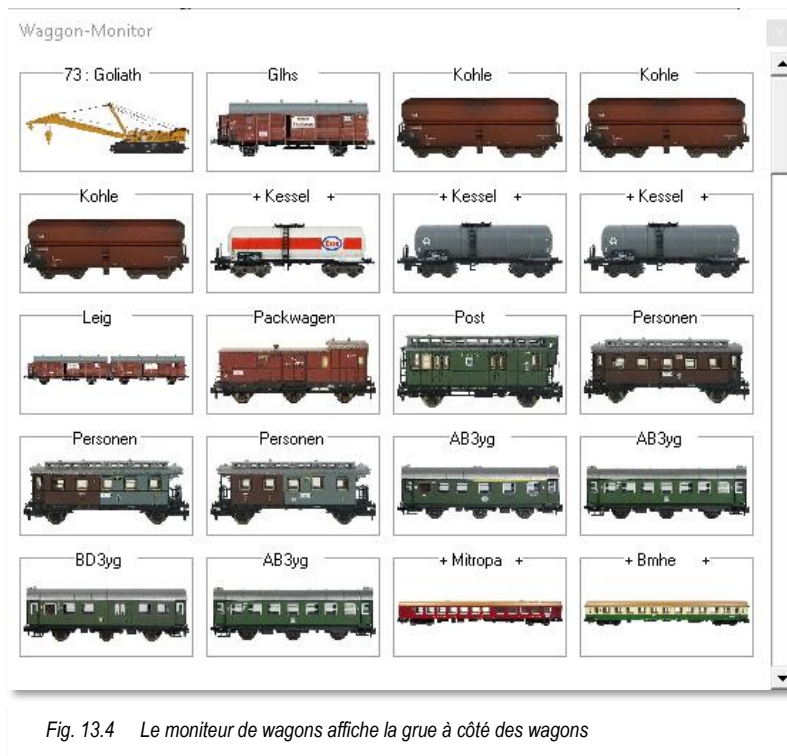 Waggon-Monitor
73 : Goliath Glhs Kohle Kohle
Kohle + Kessel + + Kessel + + Kessel +
Esso
Leig Packwagen Post Personen
Personen Personen AB3yg AB3yg
BD3yg AB3yg + Mitropa + + Bmhe +
Fig. 13.4 Le moniteur de wagons affiche la grue à côté des wagons